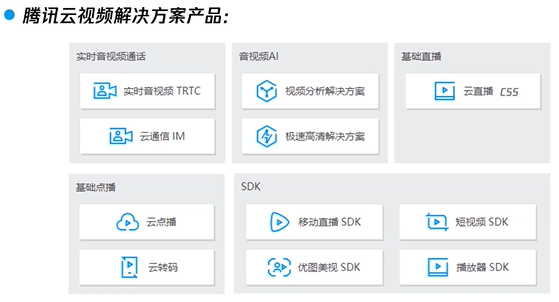 腾讯云视频解决方案产品:
实时音视频通话
实时音视频 TRTC
云通信 IM
音视频AI
视频分析解决方案
极速高清解决方案
基础直播
云直播 CSS
基础点播
云点播
云转码
SDK
移动直播 SDK
短视频 SDK
优图美视 SDK
播放器 SDK